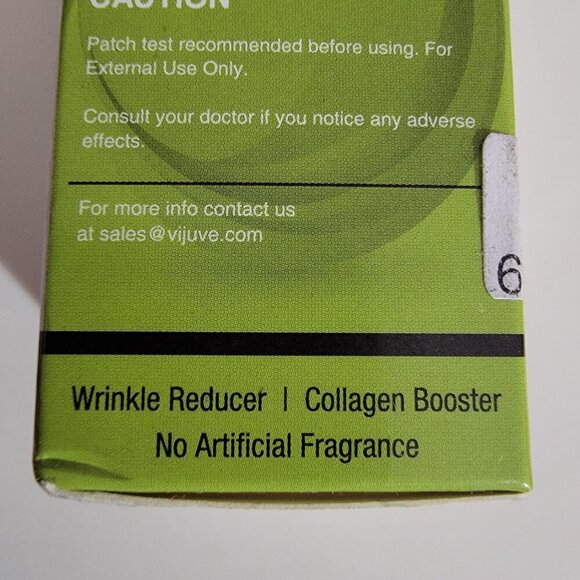 CAUTION
Patch test recommended before using. For
External Use Only.
Consult your doctor if you notice any adverse
effects.
For more info contact us
at sales@vijuve.com
6
Wrinkle Reducer | Collagen Booster
No Artificial Fragrance